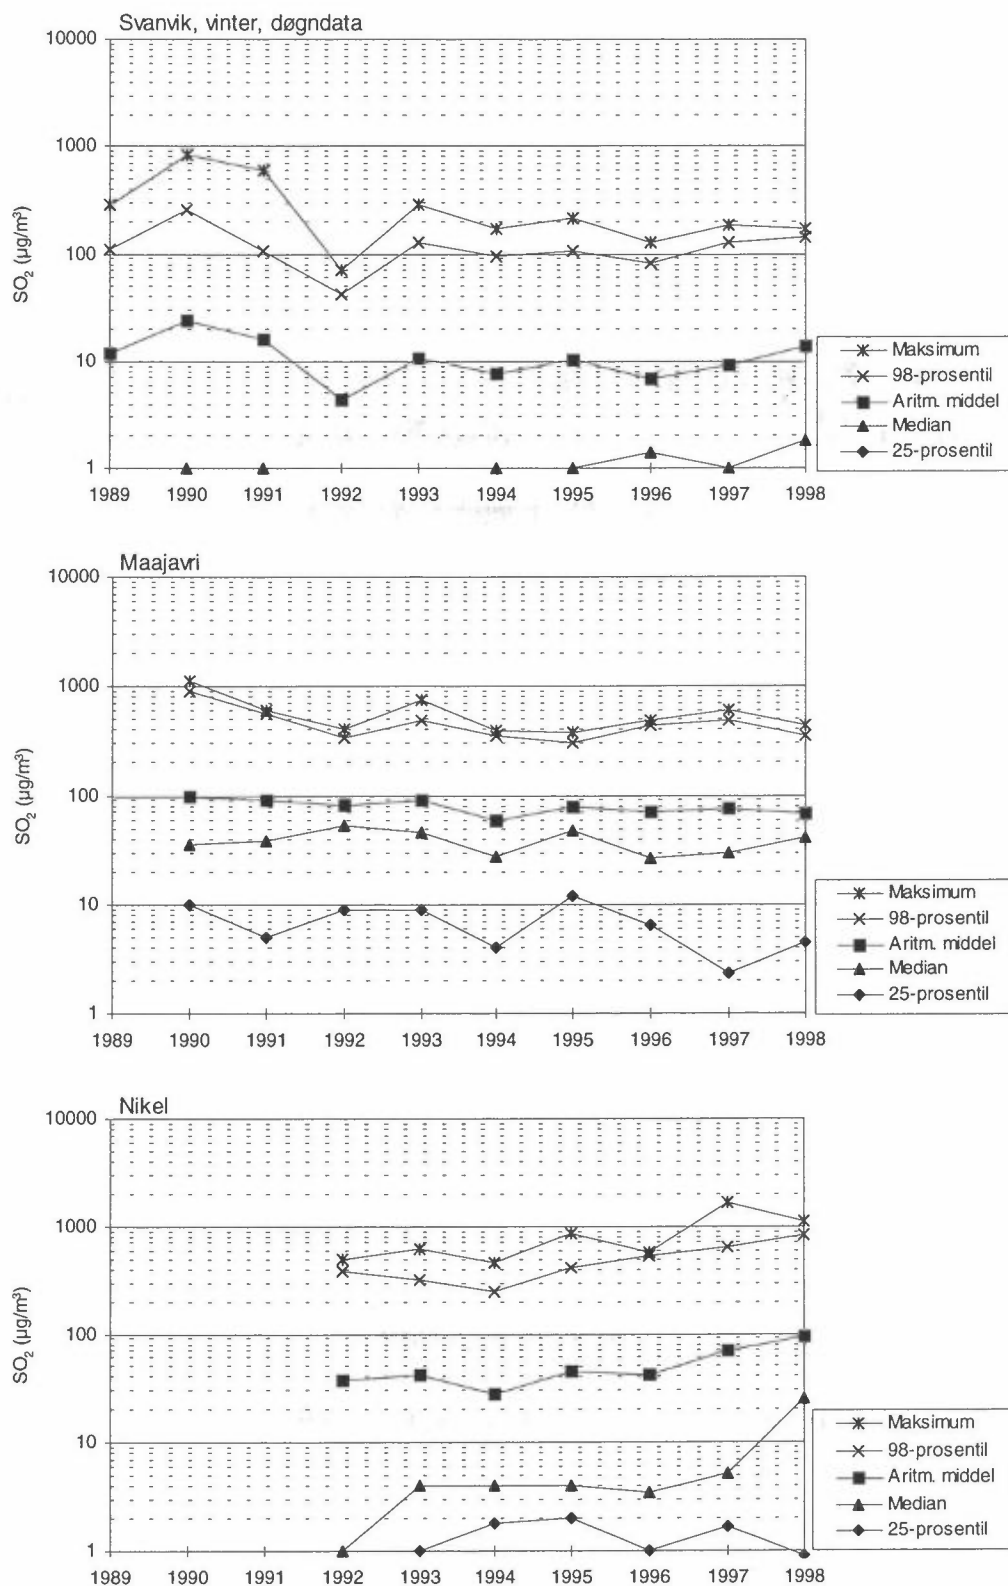 Svanvik, vinter, døgndata
10000
1000
100
10
1
SO₂ (µg/m³)
1989 1990 1991 1992 1993 1994 1995 1996 1997 1998
Maksimum
98-prosentil
Aritm. middel
Median
25-prosentil
Maajavri
10000
1000
100
10
1
SO₂ (µg/m³)
1989 1990 1991 1992 1993 1994 1995 1996 1997 1998
Maksimum
98-prosentil
Aritm. middel
Median
25-prosentil
Nikel
10000
1000
100
10
1
SO₂ (µg/m³)
1989 1990 1991 1992 1993 1994 1995 1996 1997 1998
Maksimum
98-prosentil
Aritm. middel
Median
25-prosentil